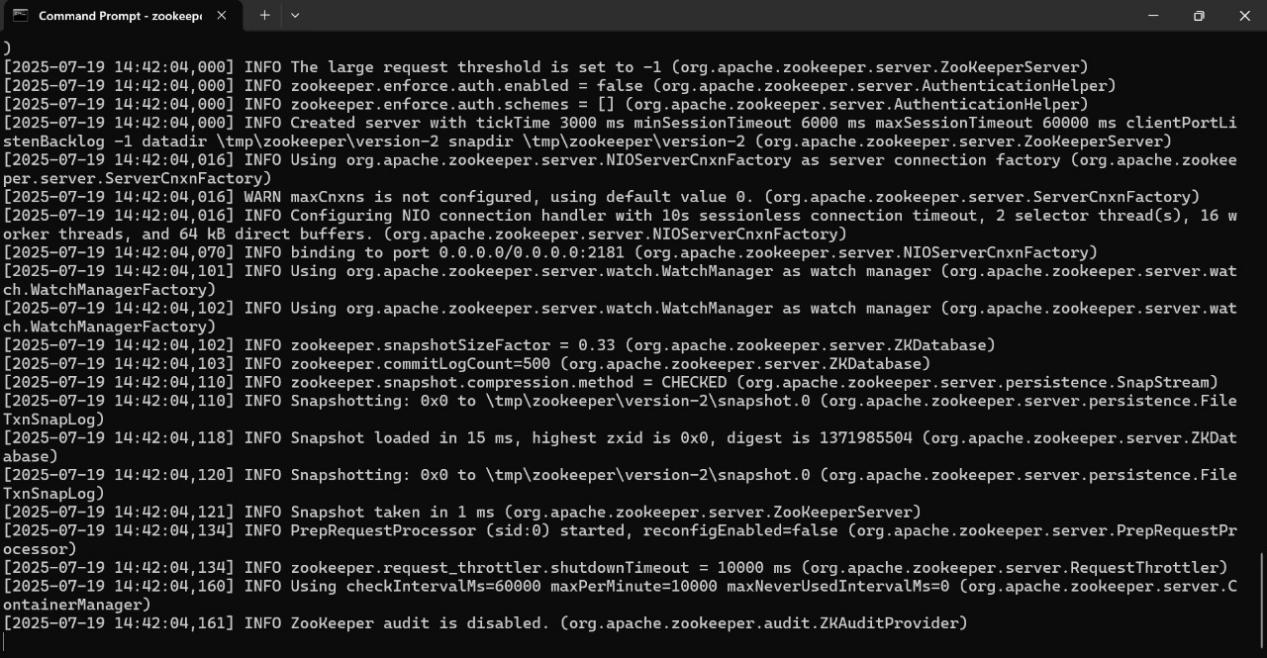 Command Prompt - zookeepe
)
[2025-07-19 14:42:04,000] INFO The large request threshold is set to -1 (org.apache.zookeeper.server.ZooKeeperServer)
[2025-07-19 14:42:04,000] INFO zookeeper.enforce.auth.enabled = false (org.apache.zookeeper.server.AuthenticationHelper)
[2025-07-19 14:42:04,000] INFO zookeeper.enforce.auth.schemes = [] (org.apache.zookeeper.server.AuthenticationHelper)
[2025-07-19 14:42:04,000] INFO Created server with tickTime 3000 ms minSessionTimeout 6000 ms maxSessionTimeout 60000 ms clientPortLi
stenBacklog -1 datadir \tmp\zookeeper\version-2 snapdir \tmp\zookeeper\version-2 (org.apache.zookeeper.server.ZooKeeperServer)
[2025-07-19 14:42:04,016] INFO Using org.apache.zookeeper.server.NIOServerCnxnFactory as server connection factory (org.apache.zookee
per.server.ServerCnxnFactory)
[2025-07-19 14:42:04,016] WARN maxCnxns is not configured, using default value 0. (org.apache.zookeeper.server.ServerCnxnFactory)
[2025-07-19 14:42:04,016] INFO Configuring NIO connection handler with 10s sessionless connection timeout, 2 selector thread(s), 16 w
orker threads, and 64 kB direct buffers. (org.apache.zookeeper.server.NIOServerCnxnFactory)
[2025-07-19 14:42:04,070] INFO binding to port 0.0.0.0/0.0.0.0:2181 (org.apache.zookeeper.server.NIOServerCnxnFactory)
[2025-07-19 14:42:04,101] INFO Using org.apache.zookeeper.server.watch.WatchManager as watch manager (org.apache.zookeeper.server.wat
ch.WatchManagerFactory)
[2025-07-19 14:42:04,102] INFO Using org.apache.zookeeper.server.watch.WatchManager as watch manager (org.apache.zookeeper.server.wat
ch.WatchManagerFactory)
[2025-07-19 14:42:04,102] INFO zookeeper.snapshotSizeFactor = 0.33 (org.apache.zookeeper.server.ZKDatabase)
[2025-07-19 14:42:04,103] INFO zookeeper.commitLogCount=500 (org.apache.zookeeper.server.ZKDatabase)
[2025-07-19 14:42:04,110] INFO zookeeper.snapshot.compression.method = CHECKED (org.apache.zookeeper.server.persistence.SnapStream)
[2025-07-19 14:42:04,110] INFO Snapshotting: 0x0 to \tmp\zookeeper\version-2\snapshot.0 (org.apache.zookeeper.server.persistence.File
TxnSnapLog)
[2025-07-19 14:42:04,118] INFO Snapshot loaded in 15 ms, highest zxid is 0x0, digest is 1371985504 (org.apache.zookeeper.server.ZKDat
abase)
[2025-07-19 14:42:04,120] INFO Snapshotting: 0x0 to \tmp\zookeeper\version-2\snapshot.0 (org.apache.zookeeper.server.persistence.File
TxnSnapLog)
[2025-07-19 14:42:04,121] INFO Snapshot taken in 1 ms (org.apache.zookeeper.server.ZooKeeperServer)
[2025-07-19 14:42:04,134] INFO PrepRequestProcessor (sid:0) started, reconfigEnabled=false (org.apache.zookeeper.server.PrepRequestPr
ocessor)
[2025-07-19 14:42:04,134] INFO zookeeper.request_throttler.shutdownTimeout = 10000 ms (org.apache.zookeeper.server.RequestThrottler)
[2025-07-19 14:42:04,160] INFO Using checkIntervalMs=60000 maxPerMinute=10000 maxNeverUsedIntervalMs=0 (org.apache.zookeeper.server.C
ontainerManager)
[2025-07-19 14:42:04,161] INFO ZooKeeper audit is disabled. (org.apache.zookeeper.audit.ZKAuditProvider)